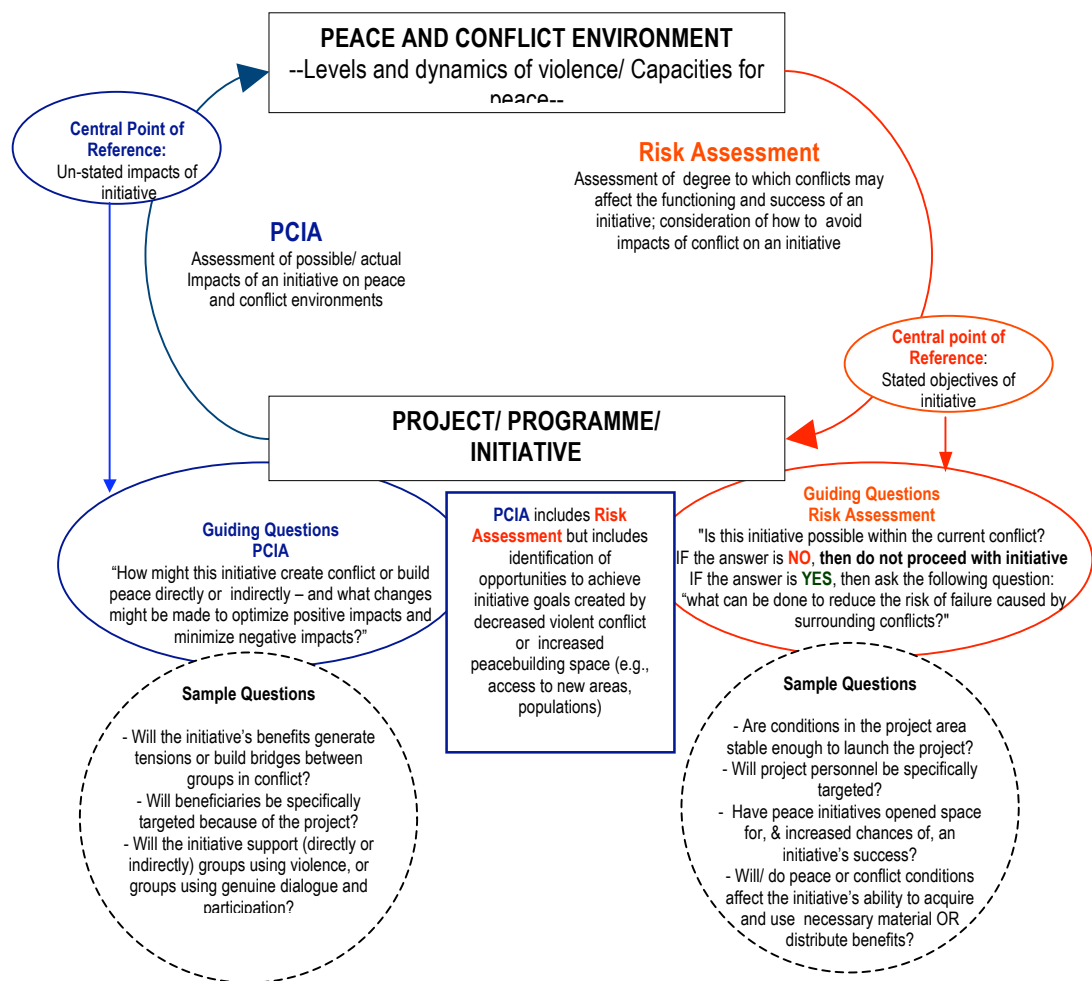 PEACE AND CONFLICT ENVIRONMENT
--Levels and dynamics of violence/ Capacities for
peace--
Central Point of
Reference:
Un-stated impacts of
initiative
PCIA
Assessment of possible/ actual
Impacts of an initiative on peace
and conflict environments
Risk Assessment
Assessment of degree to which conflicts may
affect the functioning and success of an
initiative; consideration of how to avoid
impacts of conflict on an initiative
Central point of
Reference:
Stated objectives of
initiative
PROJECT/ PROGRAMME/
INITIATIVE
Guiding Questions
PCIA
“How might this initiative create conflict or build
peace directly or indirectly – and what changes
might be made to optimize positive impacts and
minimize negative impacts?”
PCIA includes Risk
Assessment but includes
identification of
opportunities to achieve
initiative goals created by
decreased violent conflict
or increased
peacebuilding space (e.g.,
access to new areas,
populations)
Guiding Questions
Risk Assessment
"Is this initiative possible within the current conflict?
IF the answer is NO, then do not proceed with initiative
IF the answer is YES, then ask the following question:
“what can be done to reduce the risk of failure caused by
surrounding conflicts?"
Sample Questions
- Will the initiative’s benefits generate
tensions or build bridges between
groups in conflict?
- Will beneficiaries be specifically
targeted because of the project?
- Will the initiative support (directly or
indirectly) groups using violence, or
groups using genuine dialogue and
participation?
Sample Questions
- Are conditions in the project area
stable enough to launch the project?
- Will project personnel be specifically
targeted?
- Have peace initiatives opened space
for, & increased chances of, an
initiative’s success?
- Will/ do peace or conflict conditions
affect the initiative’s ability to acquire
and use necessary material OR
distribute benefits?